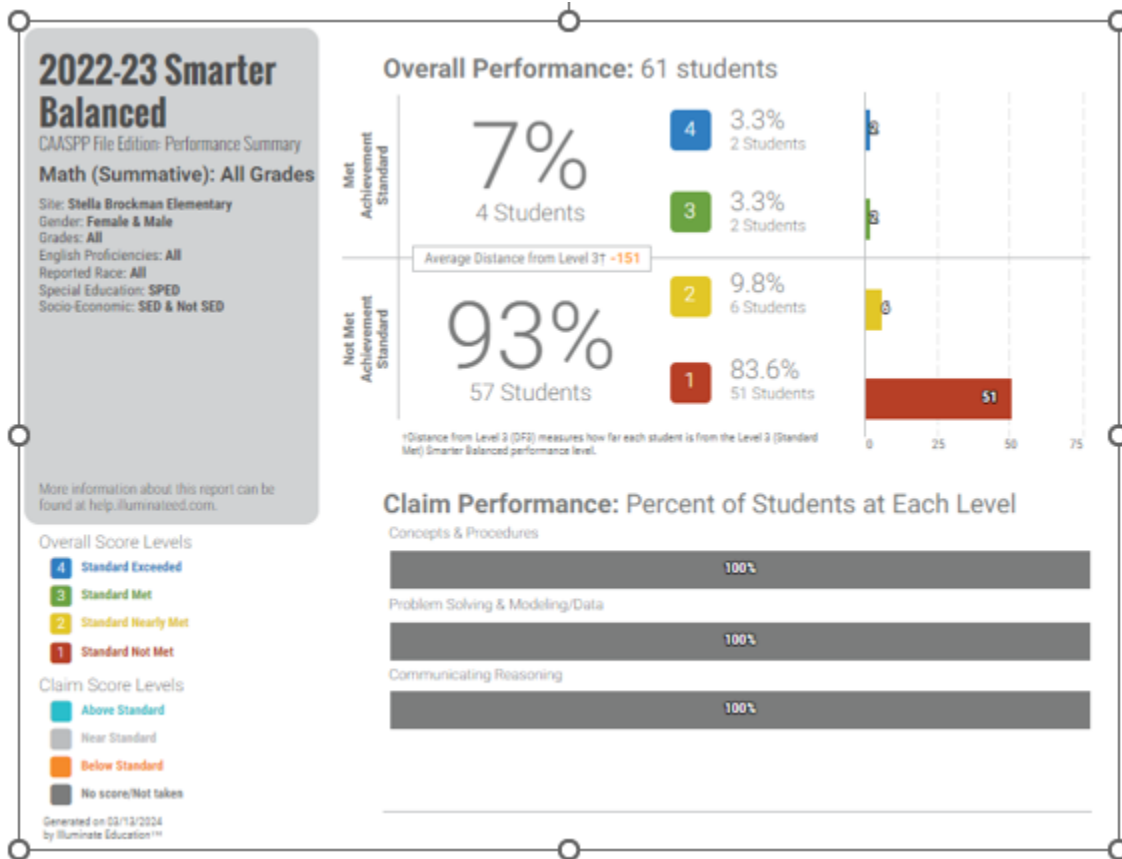 2022-23 Smarter
Balanced
CAASPP File Edition: Performance Summary
Math (Summative): All Grades
Site: Stella Brockman Elementary
Gender: Female & Male
Grades: All
English Proficiencies: All
Reported Race: All
Special Education: SPED
Socio-Economic: SED & Not SED
More information about this report can be
found at help.illuminateed.com.
Overall Score Levels
4 Standard Exceeded
3 Standard Met
2 Standard Nearly Met
1 Standard Not Met
Claim Score Levels
Above Standard
Near Standard
Below Standard
No score/Not taken
Generated on 03/13/2024
by Illuminate Education™
Overall Performance: 61 students
Met
Achievement
Standard
7%
4 Students
4
3.3%
2 Students
2
3
3.3%
2 Students
2
Average Distance from Level 3† -151
Not Met
Achievement
Standard
93%
57 Students
2
9.8%
6 Students
6
1
83.6%
51 Students
51
0 25 50 75
†Distance from Level 3 (DF3) measures how far each student is from the Level 3 (Standard
Met) Smarter Balanced performance level.
Claim Performance: Percent of Students at Each Level
Concepts & Procedures
100%
Problem Solving & Modeling/Data
100%
Communicating Reasoning
100%